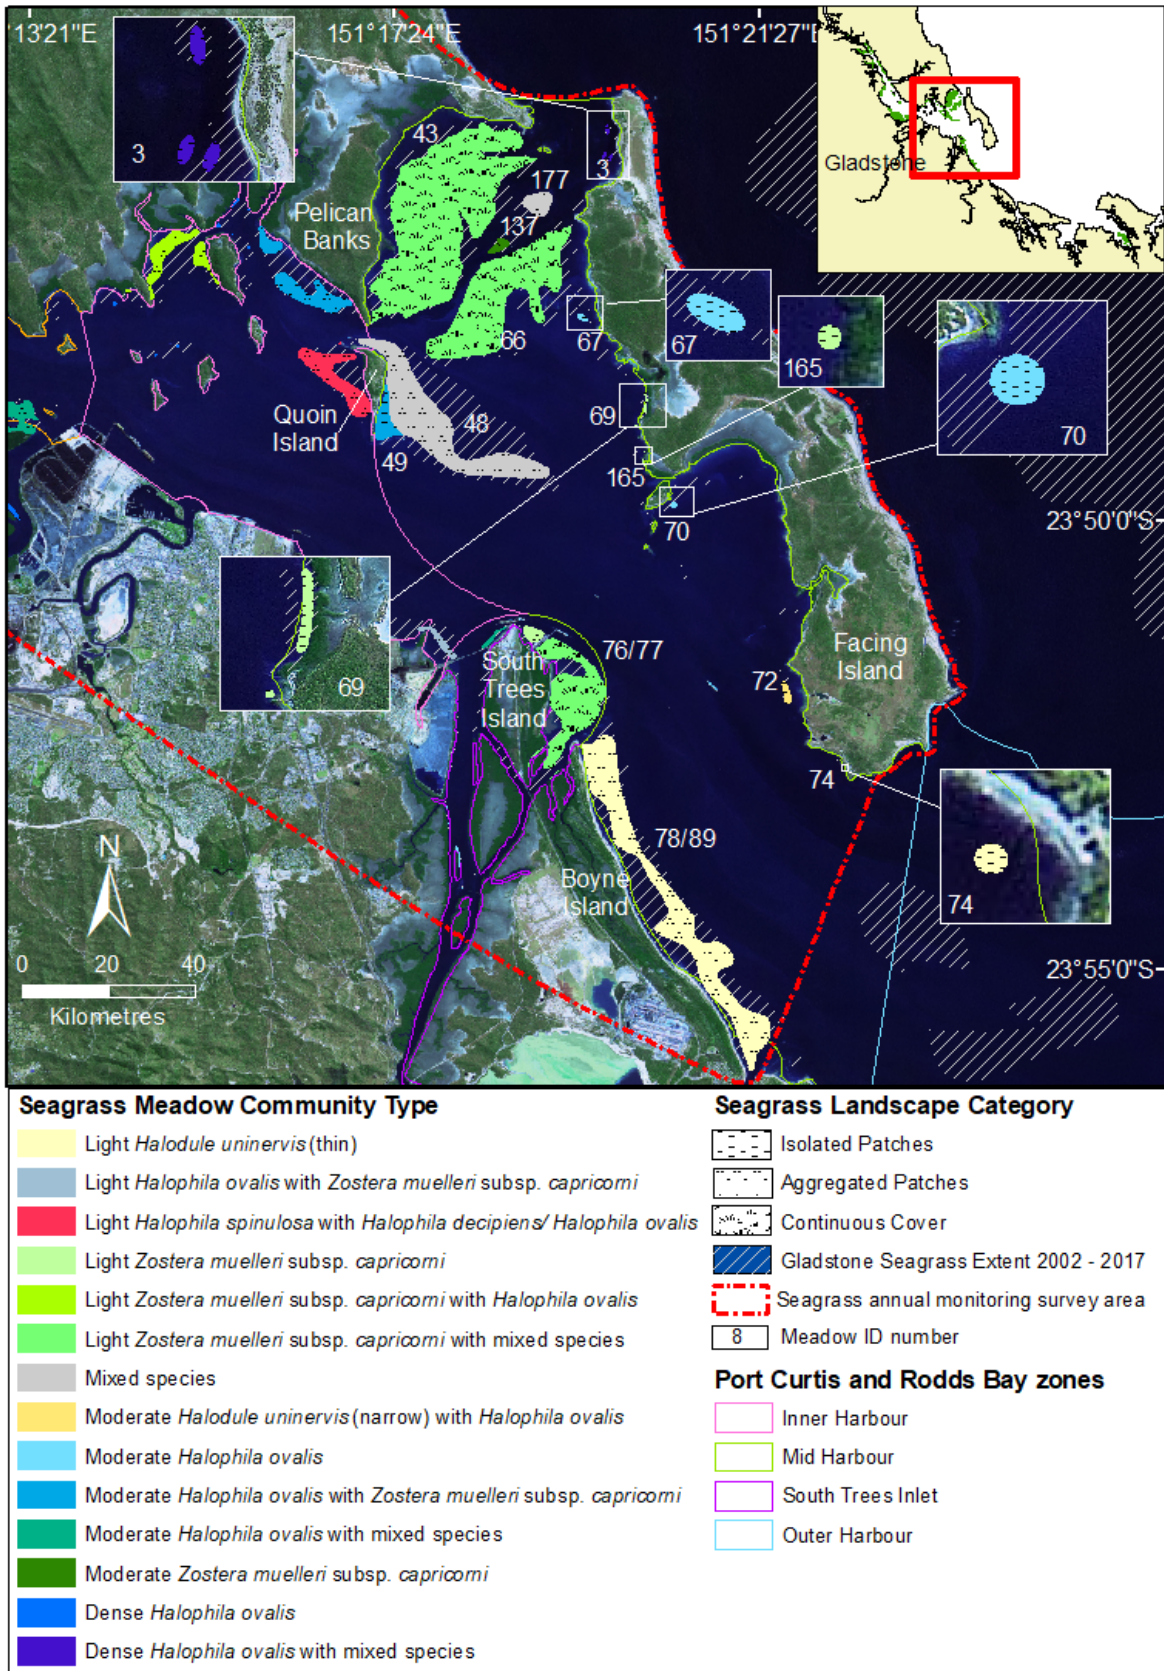 13'21"E
151°17'24"E
151°21'27"E
3
43
3
Gladstone
177
Pelican
Banks
137
66
67
67
165
70
69
Quoin
Island
48
49
165
70
23°50'0"S
69
76/77
South
Trees
Island
Facing
Island
72
74
78/89
Boyne
Island
74
N
0 20 40
Kilometres
23°55'0"S
Seagrass Meadow Community Type
Light Halodule uninervis (thin)
Light Halophila ovalis with Zostera muelleri subsp. capricorni
Light Halophila spinulosa with Halophila decipiens/ Halophila ovalis
Light Zostera muelleri subsp. capricorni
Light Zostera muelleri subsp. capricorni with Halophila ovalis
Light Zostera muelleri subsp. capricorni with mixed species
Mixed species
Moderate Halodule uninervis (narrow) with Halophila ovalis
Moderate Halophila ovalis
Moderate Halophila ovalis with Zostera muelleri subsp. capricorni
Moderate Halophila ovalis with mixed species
Moderate Zostera muelleri subsp. capricorni
Dense Halophila ovalis
Dense Halophila ovalis with mixed species
Seagrass Landscape Category
Isolated Patches
Aggregated Patches
Continuous Cover
Gladstone Seagrass Extent 2002 - 2017
Seagrass annual monitoring survey area
8 Meadow ID number
Port Curtis and Rodds Bay zones
Inner Harbour
Mid Harbour
South Trees Inlet
Outer Harbour